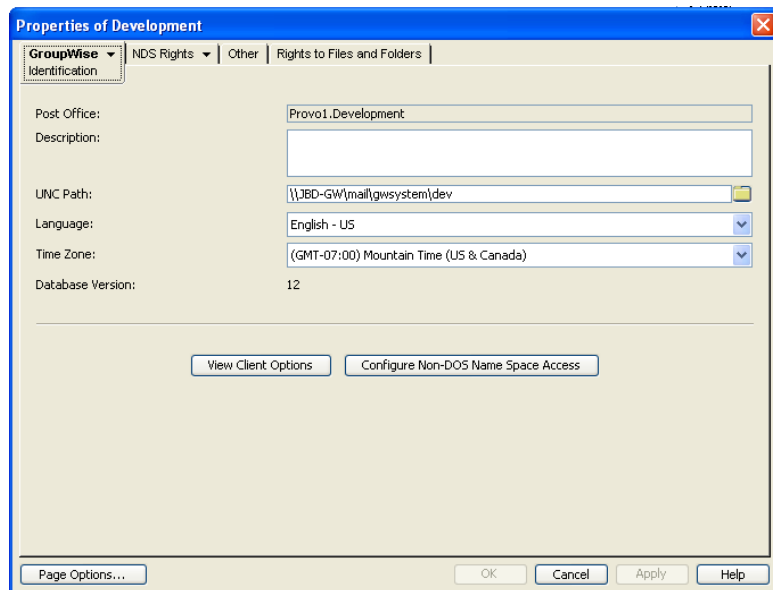 Properties of Development
GroupWise NDS Rights Other Rights to Files and Folders
Identification
Post Office: Provo1.Development
Description:
UNC Path: \\JBD-GW\mail\gwsystem\dev
Language: English - US
Time Zone: (GMT-07:00) Mountain Time (US & Canada)
Database Version: 12
View Client Options Configure Non-DOS Name Space Access
Page Options... OK Cancel Apply Help